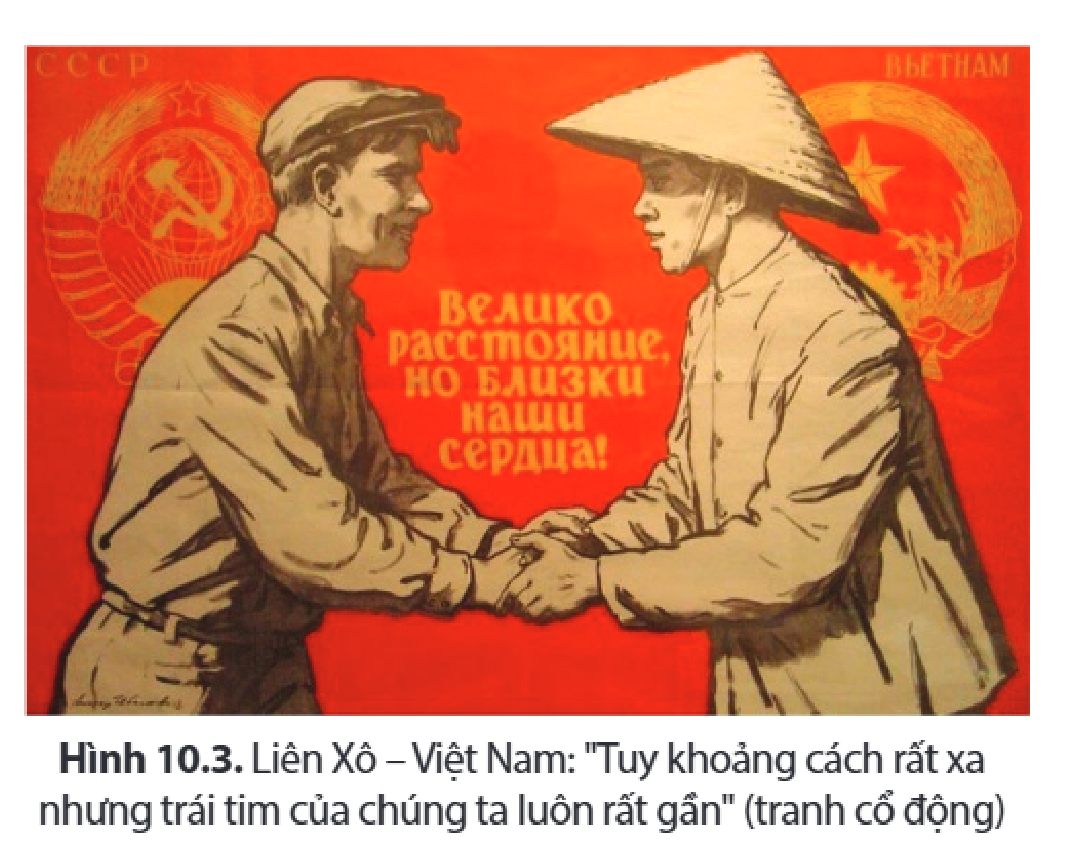 СССР
ВЬЕТНАМ
Велико
расстояние,
но близки
наши
сердца!
Hình 10.3. Liên Xô – Việt Nam: "Tuy khoảng cách rất xa
nhưng trái tim của chúng ta luôn rất gần" (tranh cổ động)